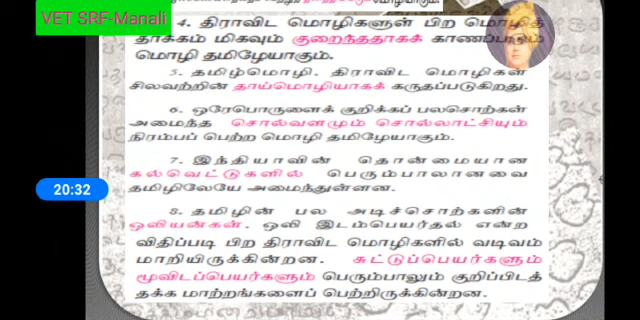 VET SRF Manali
4. திராவிட மொழிகளுள் பிற மொழித்
தாக்கம் மிகவும் குறைந்ததாகக் காணப்படும்
மொழி தமிழேயாகும்.
5. தமிழ்மொழி, திராவிட மொழிகள்
சிலவற்றின் தாய்மொழியாகக் கருதப்படுகிறது.
6. ஒரேபொருளைக் குறிக்கப் பலசொற்கள்
அமைந்த சொல்வளமும் சொல்லாட்சியும்
நிரம்பப் பெற்ற மொழி தமிழேயாகும்.
7. இந்தியாவின் தொன்மையான
கல்வெட்டுகளில் பெரும்பாலானவை
20:32
தமிழிலேயே அமைந்துள்ளன.
8. தமிழின் பல அடிச்சொற்களின்
ஒலியன்கள், ஒலி இடம்பெயர்தல் என்ற
விதிப்படி பிற திராவிட மொழிகளில் வடிவம்
மாறியிருக்கின்றன. சுட்டுப்பெயர்களும்
மூவிடப்பெயர்களும் பெரும்பாலும் குறிப்பிடத்
தக்க மாற்றங்களைப் பெற்றிருக்கின்றன.